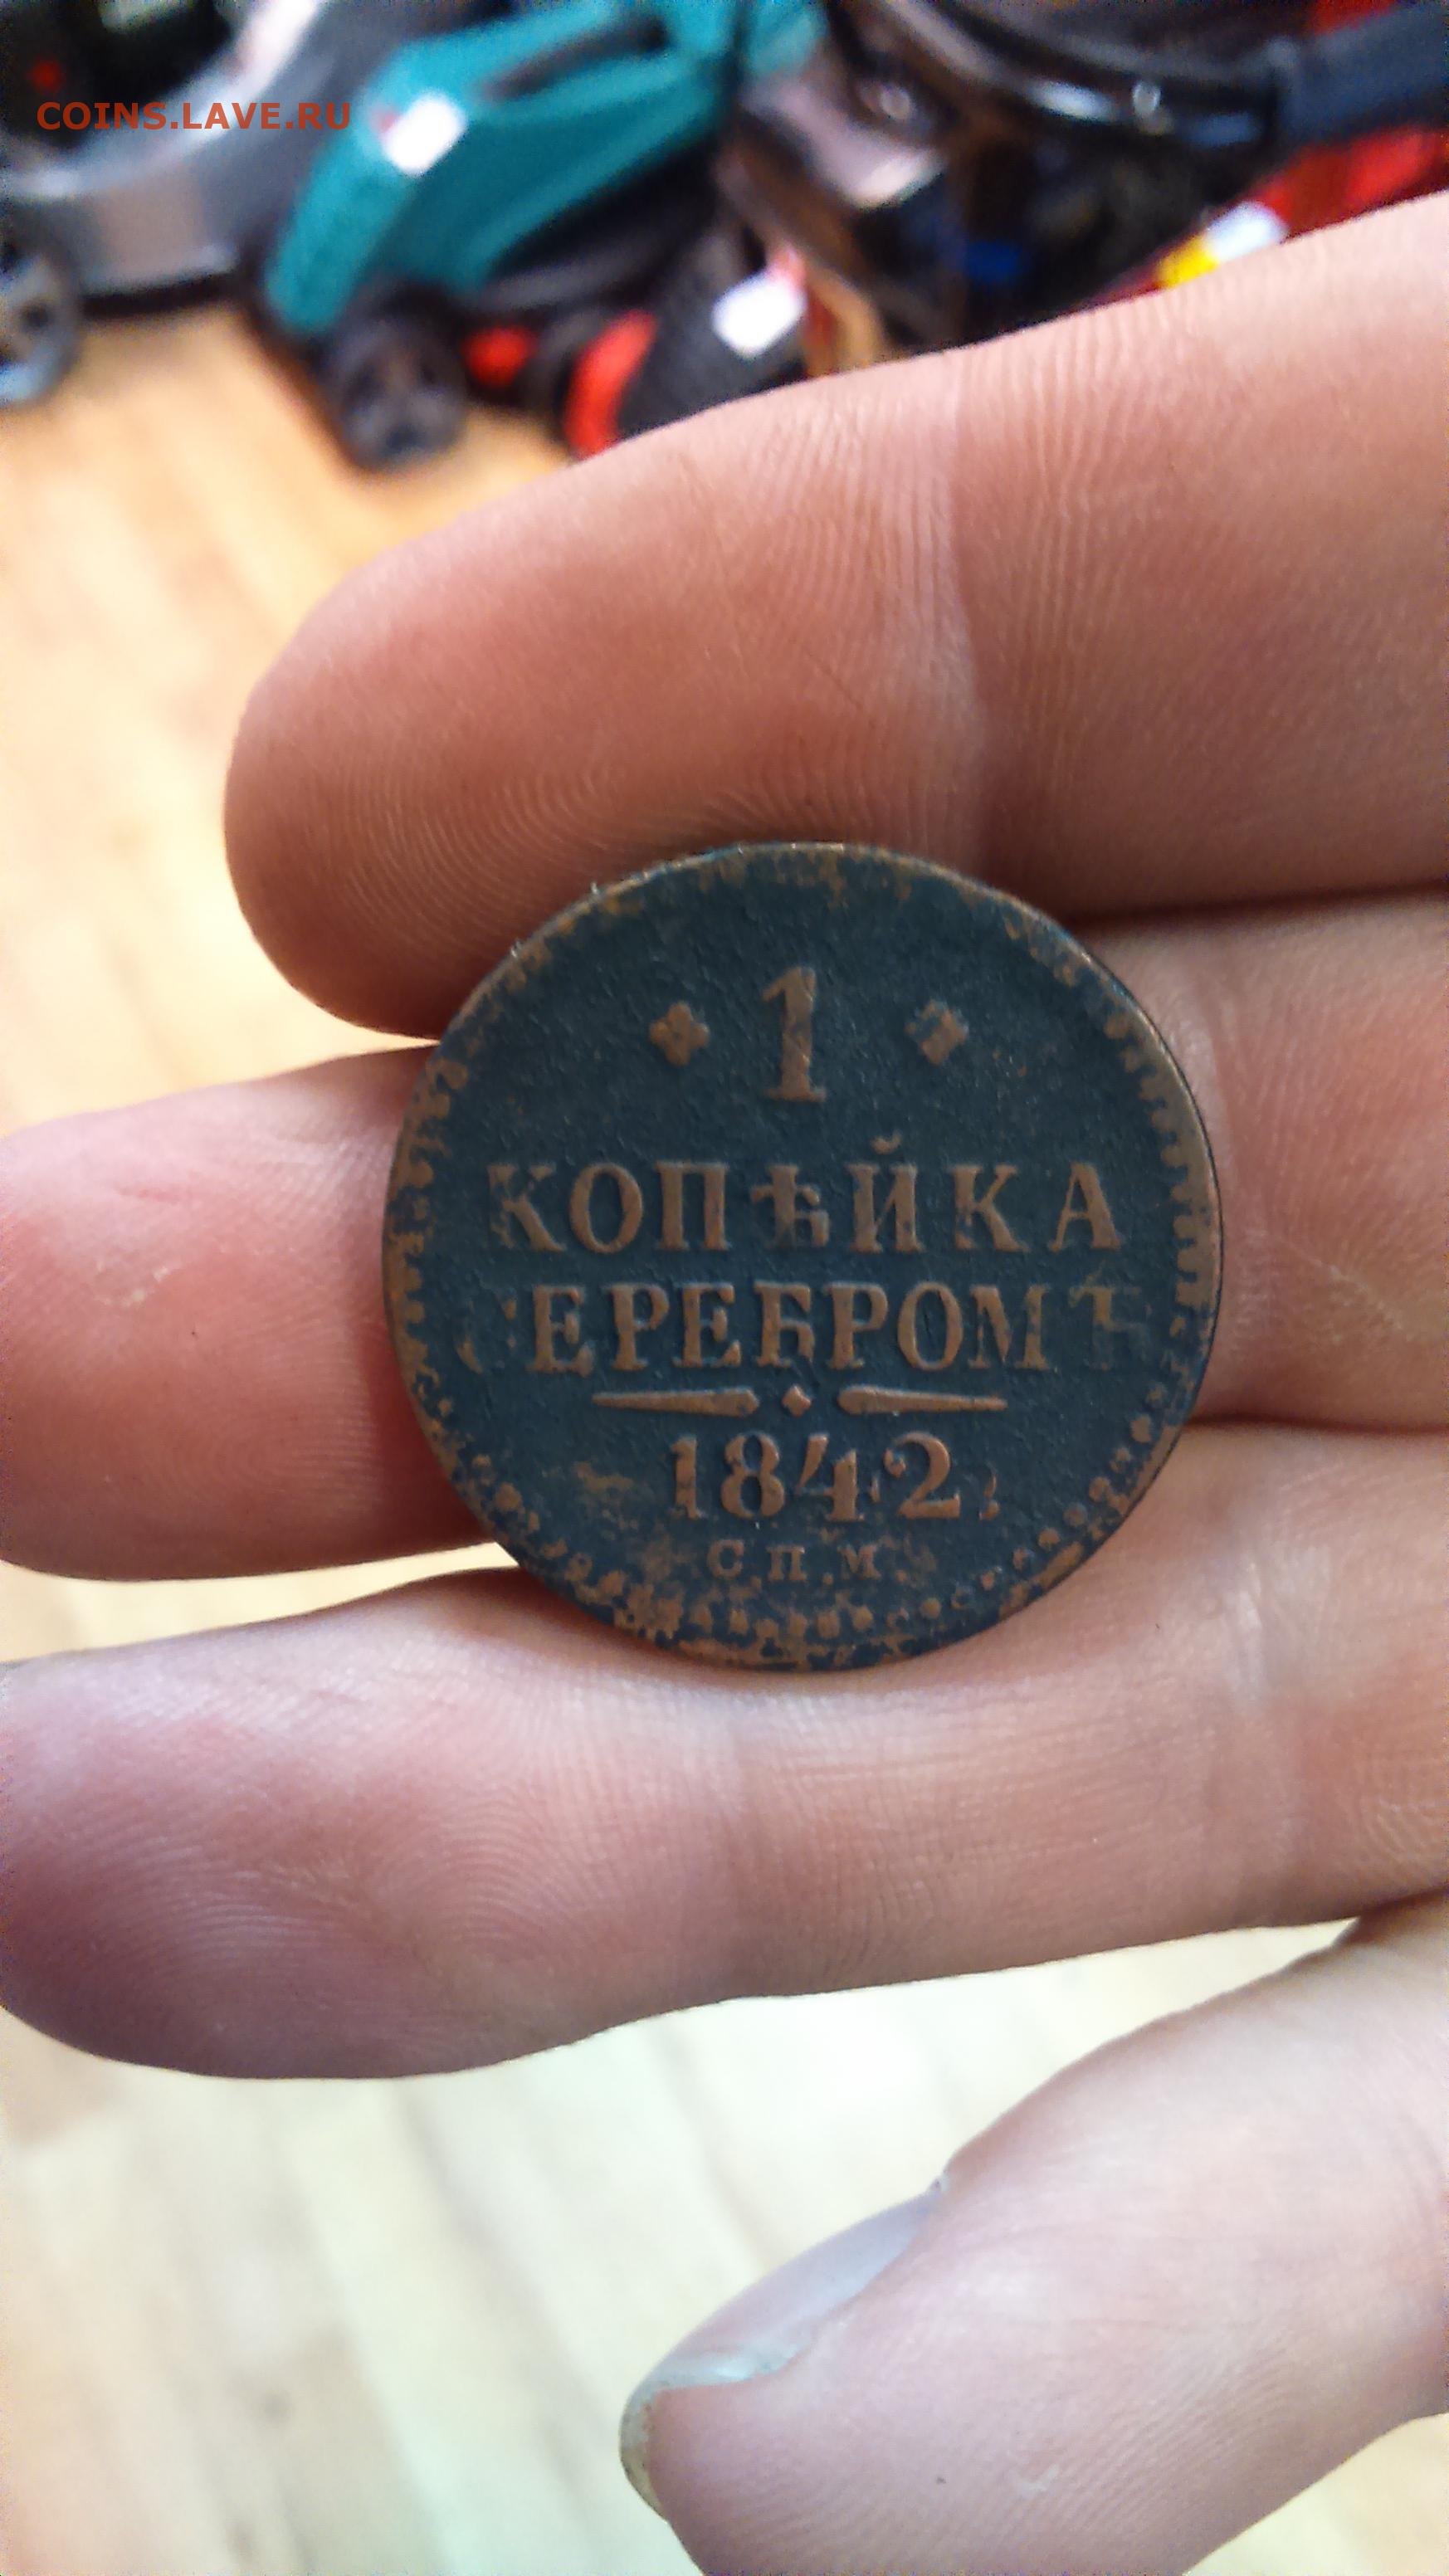 COINS.LAVE.RU
1
КОПѢЙКА
СЕРЕБРОМЪ
1842
С.П.М.